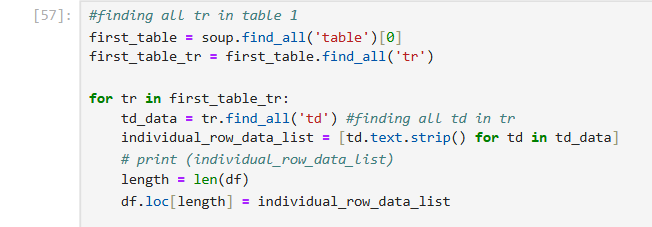 [57]: #finding all tr in table 1
first_table = soup.find_all('table')[0]
first_table_tr = first_table.find_all('tr')
for tr in first_table_tr:
td_data = tr.find_all('td') #finding all td in tr
individual_row_data_list = [td.text.strip() for td in td_data]
# print (individual_row_data_list)
length = len(df)
df.loc[length] = individual_row_data_list